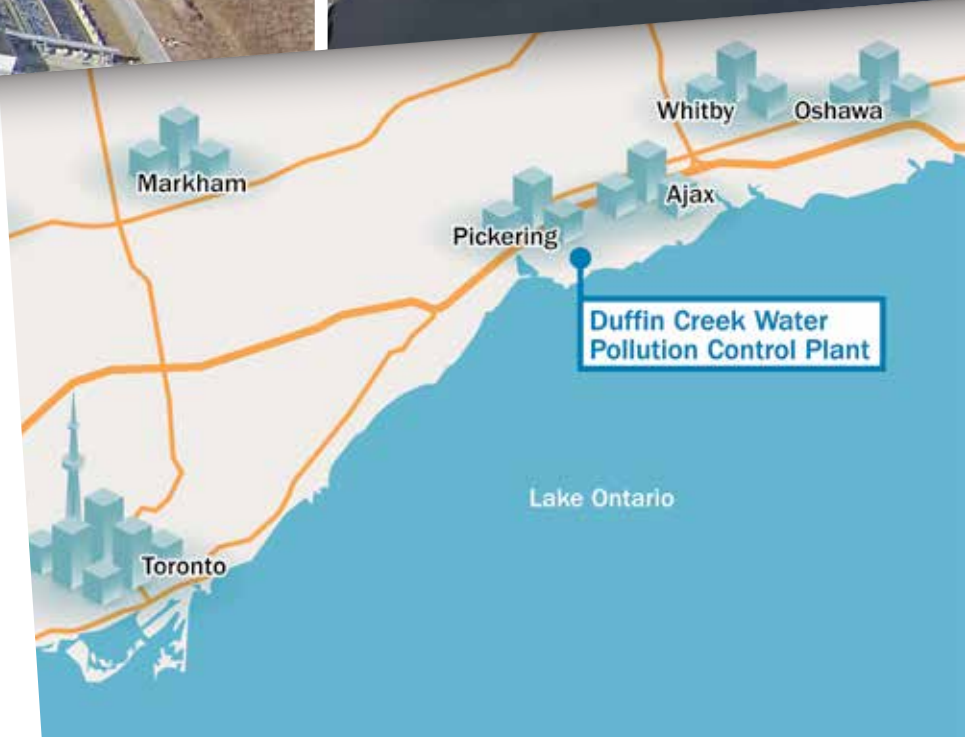 Whitby
Oshawa
Markham
Ajax
Pickering
Duffin Creek Water
Pollution Control Plant
Lake Ontario
Toronto